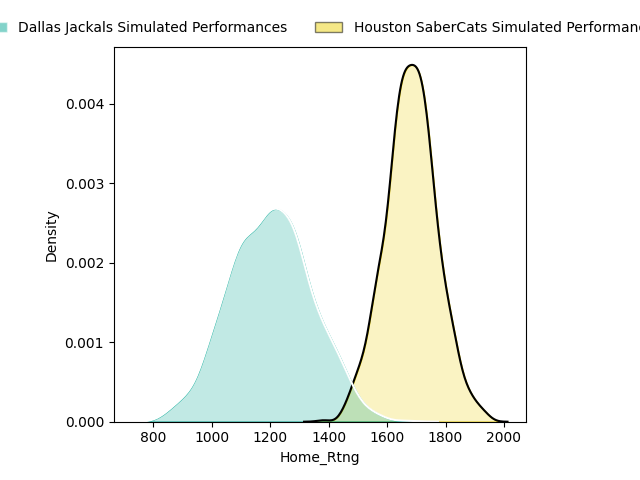 Dallas Jackals Simulated Performances
Houston SaberCats Simulated
Density
0.004
0.003
0.002
0.001
0.000
800 1000 1200 1400 1600 1800 2000
Home_Rtng